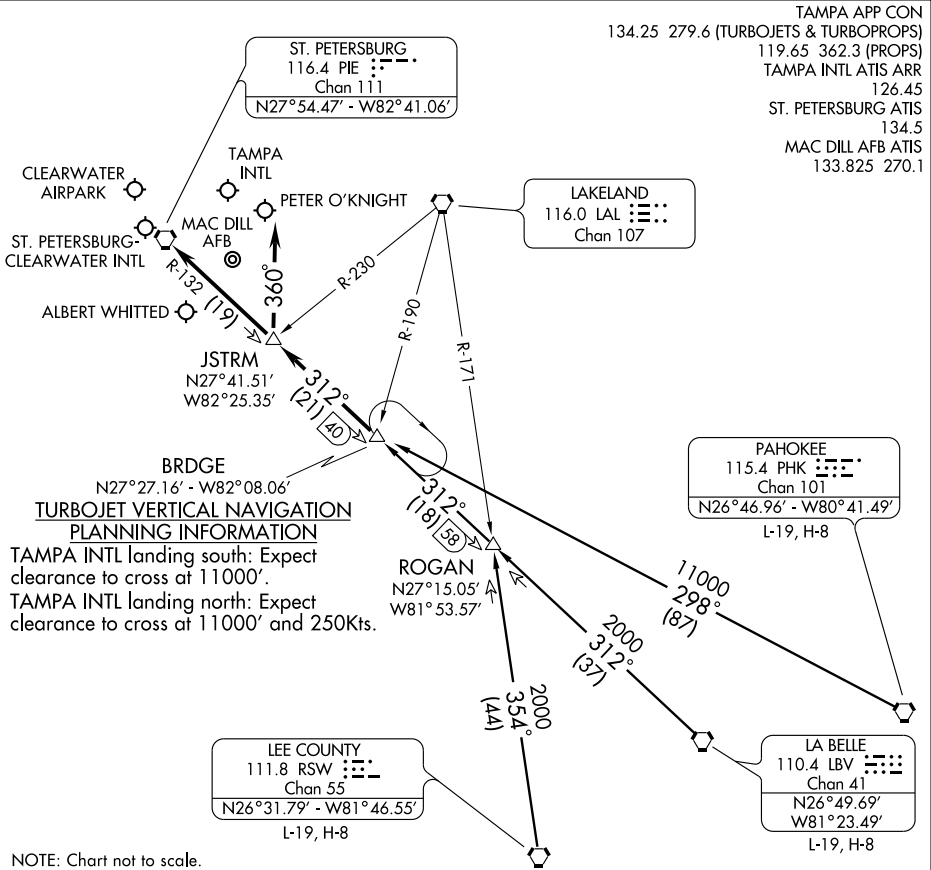 TAMPA APP CON
134.25 279.6 (TURBOJETS & TURBOPROPS)
119.65 362.3 (PROPS)
TAMPA INTL ATIS ARR
126.45
ST. PETERSBURG ATIS
134.5
MAC DILL AFB ATIS
133.825 270.1
ST. PETERSBURG
116.4 PIE
Chan 111
N27°54.47' - W82°41.06'
CLEARWATER
AIRPARK
TAMPA
INTL
PETER O'KNIGHT
LAKELAND
116.0 LAL
Chan 107
ST. PETERSBURG-
CLEARWATER INTL
MAC DILL
AFB
ALBERT WHITTED
R-132
(19)
360°
R-230
R-190
R-171
JSTRM
N27°41.51'
W82°25.35'
312°
(21)
40
BRDGE
N27°27.16' - W82°08.06'
TURBOJET VERTICAL NAVIGATION
PLANNING INFORMATION
TAMPA INTL landing south: Expect
clearance to cross at 11000'.
TAMPA INTL landing north: Expect
clearance to cross at 11000' and 250Kts.
312°
(18)
58
ROGAN
N27°15.05'
W81°53.57'
PAHOKEE
115.4 PHK
Chan 101
N26°46.96' - W80°41.49'
L-19, H-8
11000
298°
(87)
2000
312°
(37)
2000
354°
(44)
LEE COUNTY
111.8 RSW
Chan 55
N26°31.79' - W81°46.55'
L-19, H-8
LA BELLE
110.4 LBV
Chan 41
N26°49.69'
W81°23.49'
L-19, H-8
NOTE: Chart not to scale.